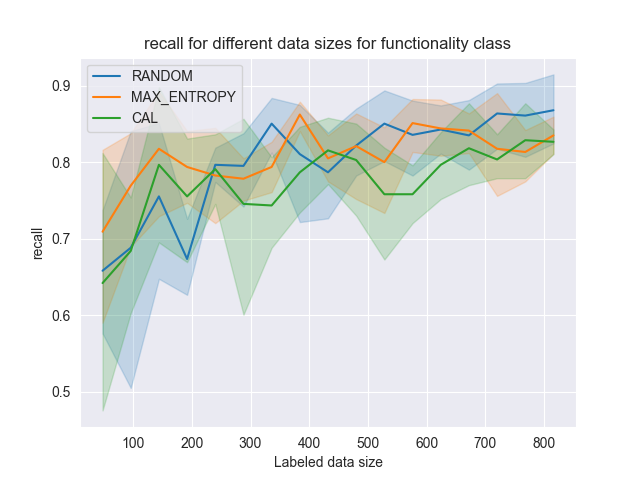 recall for different data sizes for functionality class
RANDOM
MAX_ENTROPY
CAL
recall
0.9
0.8
0.7
0.6
0.5
100 200 300 400 500 600 700 800
Labeled data size